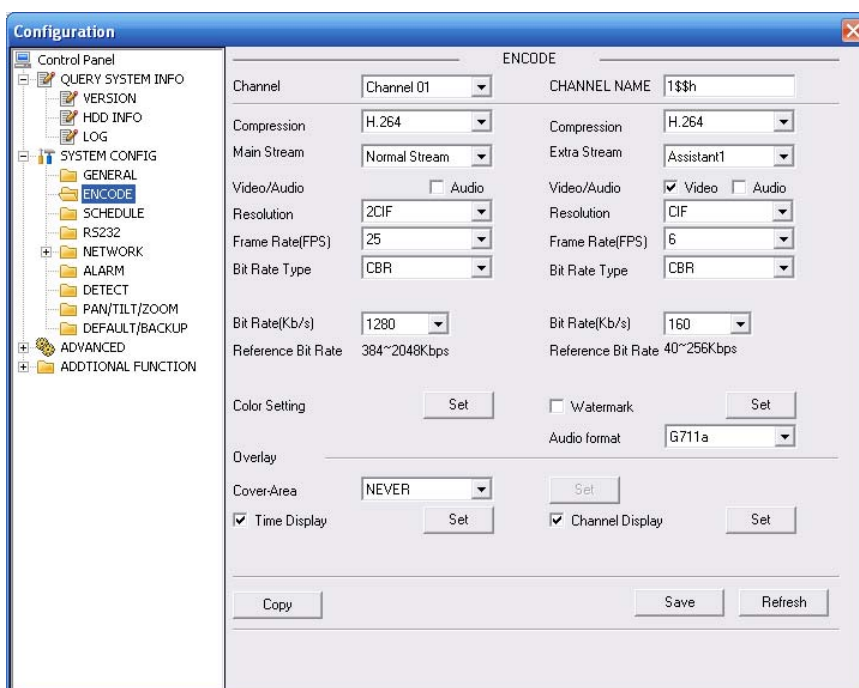 Configuration
Control Panel
QUERY SYSTEM INFO
VERSION
HDD INFO
LOG
SYSTEM CONFIG
GENERAL
ENCODE
SCHEDULE
RS232
NETWORK
ALARM
DETECT
PAN/TILT/ZOOM
DEFAULT/BACKUP
ADVANCED
ADDTIONAL FUNCTION
ENCODE
Channel Channel 01 CHANNEL NAME 1$$h
Compression H.264 Compression H.264
Main Stream Normal Stream Extra Stream Assistant1
Video/Audio Audio Video/Audio Video Audio
Resolution 2CIF Resolution CIF
Frame Rate(FPS) 25 Frame Rate(FPS) 6
Bit Rate Type CBR Bit Rate Type CBR
Bit Rate(Kb/s) 1280 Bit Rate(Kb/s) 160
Reference Bit Rate 384~2048Kbps Reference Bit Rate 40~256Kbps
Color Setting Set Watermark Set
Audio format G711a
Overlay
Cover-Area NEVER Set
Time Display Set Channel Display Set
Copy Save Refresh